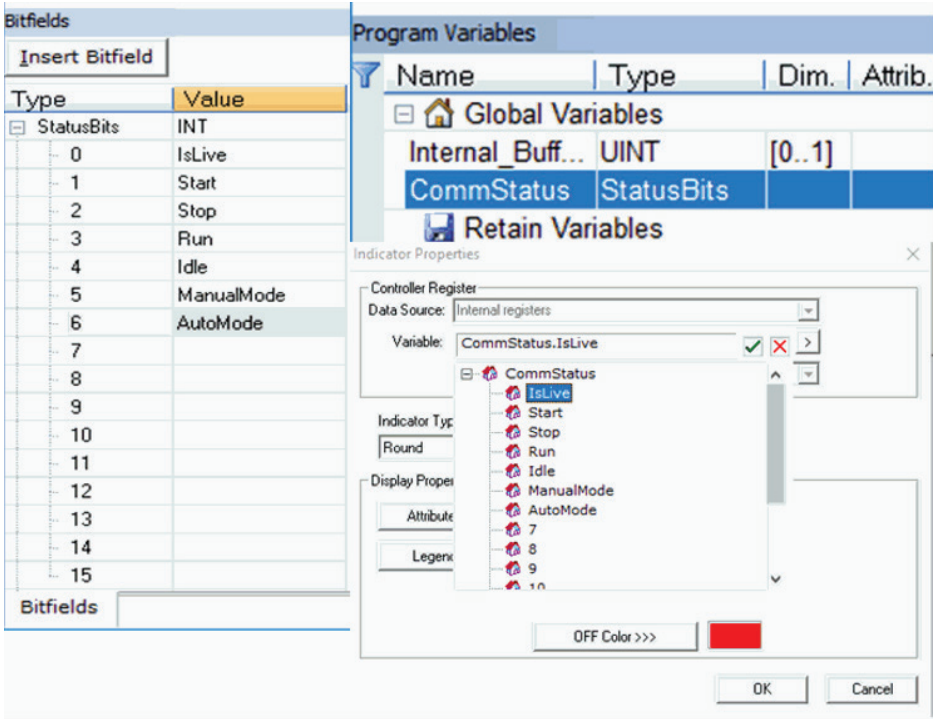 Bitfields
Insert Bitfield
Type Value
StatusBits INT
0 IsLive
1 Start
2 Stop
3 Run
4 Idle
5 ManualMode
6 AutoMode
7
8
9
10
11
12
13
14
15
Bitfields
Program Variables
Name Type Dim. Attrib.
Global Variables
Internal_Buff... UINT [0..1]
CommStatus StatusBits
Retain Variables
Indicator Properties
Controller Register
Data Source: Internal registers
Variable: CommStatus.IsLive >
CommStatus
IsLive
Start
Stop
Run
Idle
ManualMode
AutoMode
7
8
9
10
Indicator Typ
Round
Display Proper
Attribute
Legen
OFF Color >>>
OK Cancel